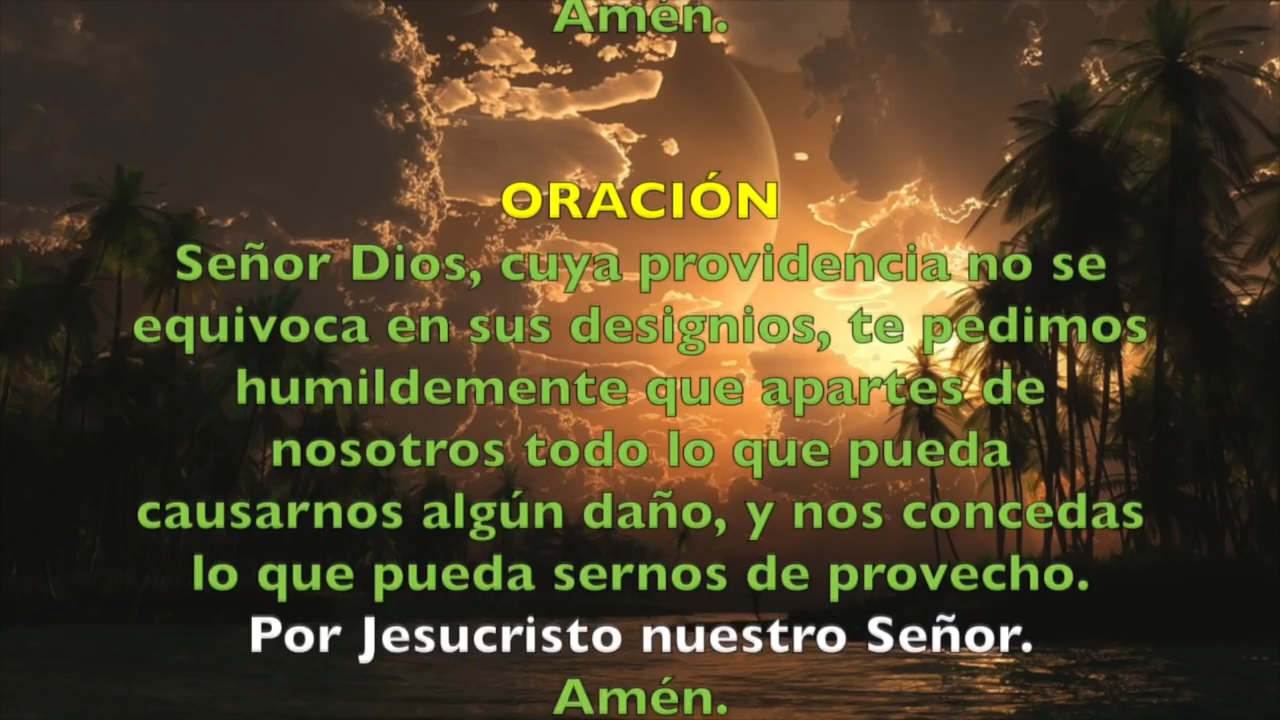 Amén.
ORACIÓN
Señor Dios, cuya providencia no se
equivoca en sus designios, te pedimos
humildemente que apartes de
nosotros todo lo que pueda
causarnos algún daño, y nos concedas
lo que pueda sernos de provecho.
Por Jesucristo nuestro Señor.
Amén.